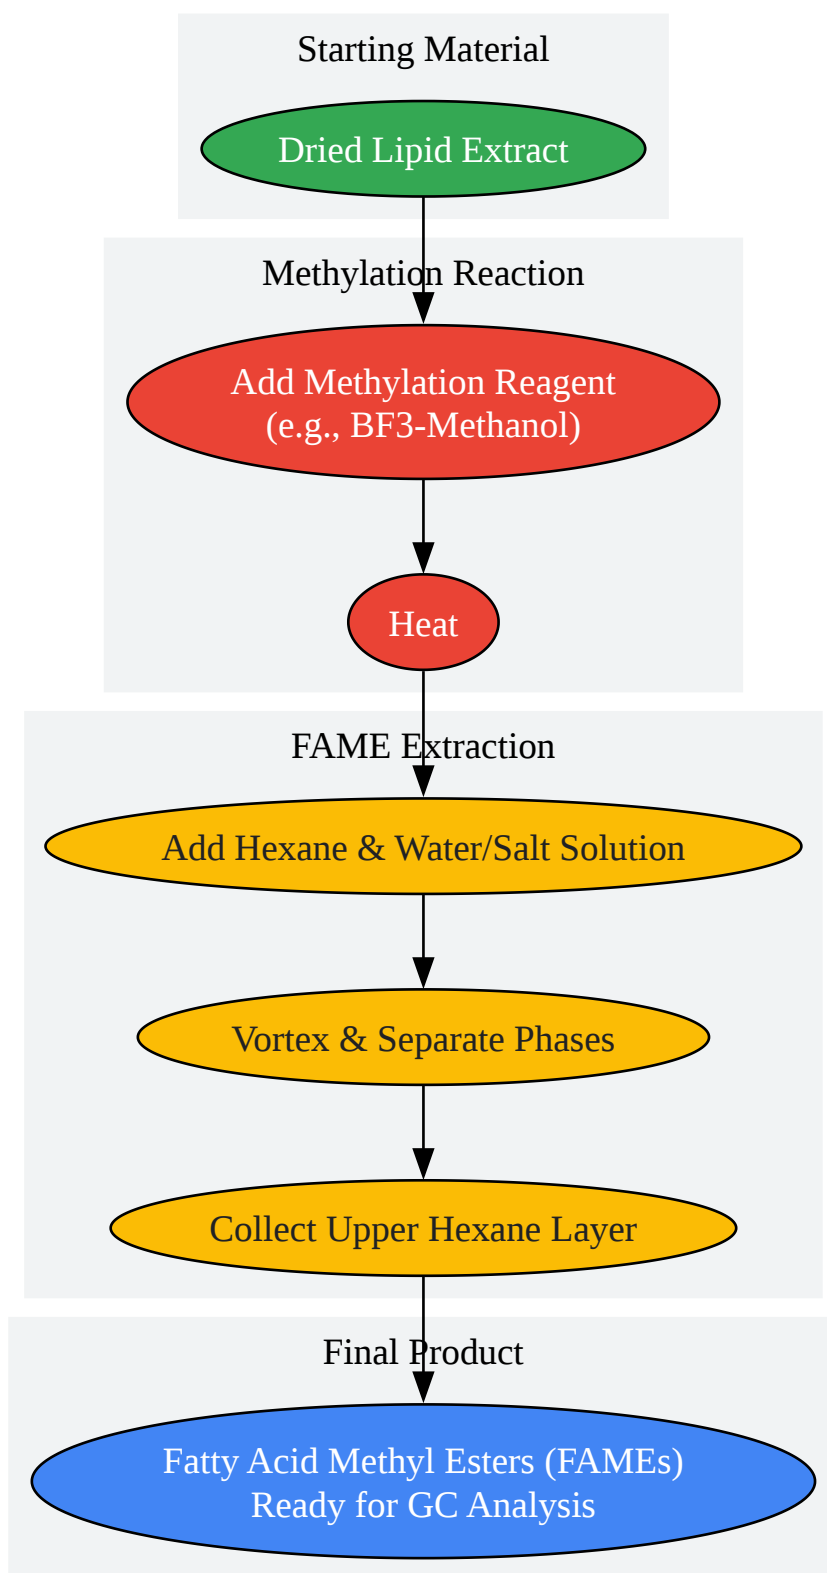 Starting Material
Dried Lipid Extract
Methylation Reaction
Add Methylation Reagent
(e.g., BF3-Methanol)
Heat
FAME Extraction
Add Hexane & Water/Salt Solution
Vortex & Separate Phases
Collect Upper Hexane Layer
Final Product
Fatty Acid Methyl Esters (FAMEs)
Ready for GC Analysis